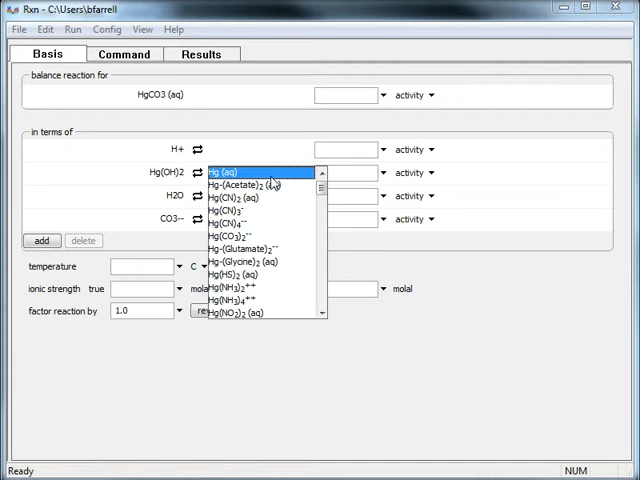 Rxn - C:\Users\bfarrell
File Edit Run Config View Help
Basis Command Results
balance reaction for
HgCO3 (aq) activity
in terms of
H+ activity
Hg(OH)2 activity
H2O activity
CO3-- activity
Hg (aq)
Hg-(Acetate)2
Hg(CN)2 (aq)
Hg(CN)3-
Hg(CN)4--
Hg(CO3)2--
Hg-(Glutamate)2--
Hg-(Glycine)2 (aq)
Hg(HS)2 (aq)
Hg(NH3)2++
Hg(NH3)4++
Hg(NO2)2 (aq)
add delete
temperature C
ionic strength true molal
factor reaction by 1.0
Ready NUM